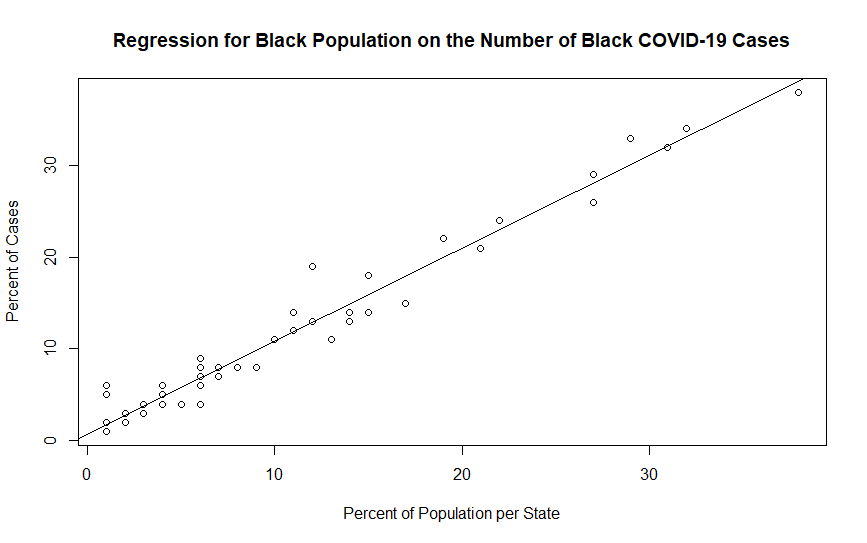 Regression for Black Population on the Number of Black COVID-19 Cases
Percent of Cases
30
20
10
0
0 10 20 30
Percent of Population per State